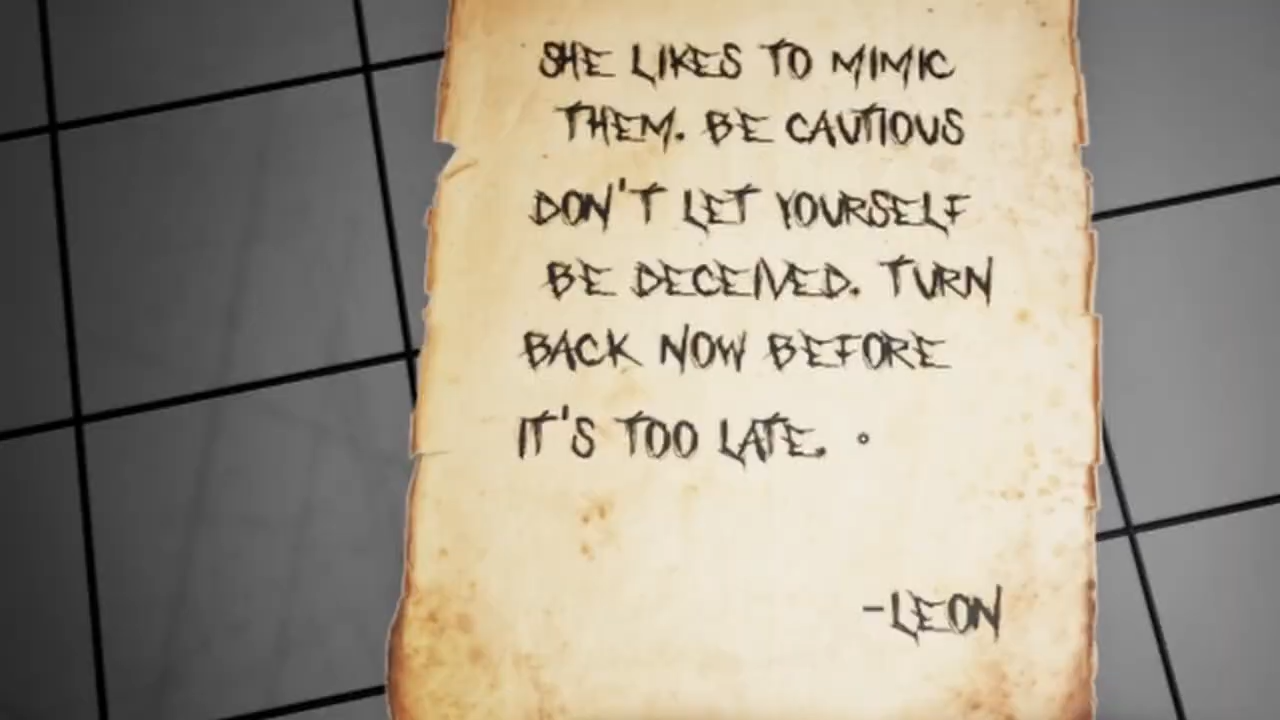 SHE LIKES TO MIMIC
THEM. BE CAUTIOUS
DON'T LET YOURSELF
BE DECEIVED. TURN
BACK NOW BEFORE
IT'S TOO LATE.
-LEON